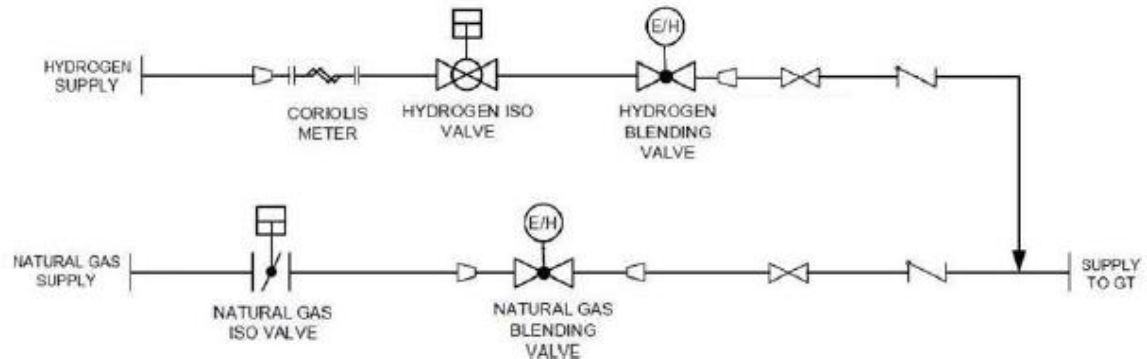 E/H
HYDROGEN
SUPPLY
CORIOLIS
METER
HYDROGEN ISO
VALVE
HYDROGEN
BLENDING
VALVE
E/H
NATURAL GAS
SUPPLY
SUPPLY
TO GT
NATURAL GAS
ISO VALVE
NATURAL GAS
BLENDING
VALVE